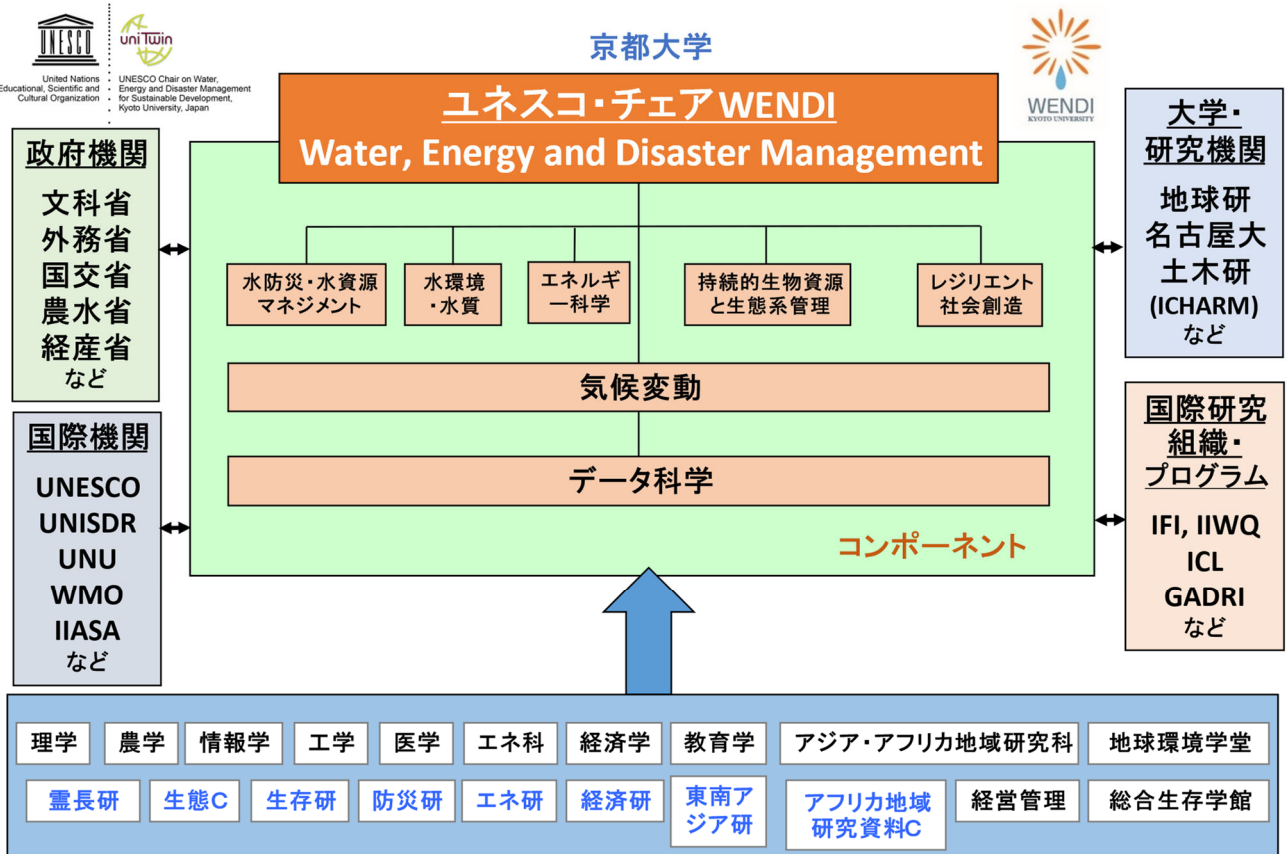 UNESCO
United Nations
Educational, Scientific and
Cultural Organization
uniTwin
UNESCO Chair on Water,
Energy and Disaster Management
for Sustainable Development,
Kyoto University, Japan
京都大学
WENDI
KYOTO UNIVERSITY
ユネスコ・チェアWENDI
Water, Energy and Disaster Management
政府機関
文科省
外務省
国交省
農水省
経産省
など
国際機関
UNESCO
UNISDR
UNU
WMO
IIASA
など
水防災・水資源
マネジメント
水環境
・水質
エネルギ
ー科学
持続的生物資源
と生態系管理
レジリエント
社会創造
気候変動
データ科学
コンポーネント
大学・
研究機関
地球研
名古屋大
土木研
(ICHARM)
など
国際研究
組織・
プログラム
IFI, IIWQ
ICL
GADRI
など
理学 農学 情報学 工学 医学 エネ科 経済学 教育学 アジア・アフリカ地域研究科 地球環境学堂
霊長研 生態C 生存研 防災研 エネ研 経済研
東南ア
ジア研
アフリカ地域
研究資料C
経営管理 総合生存学館